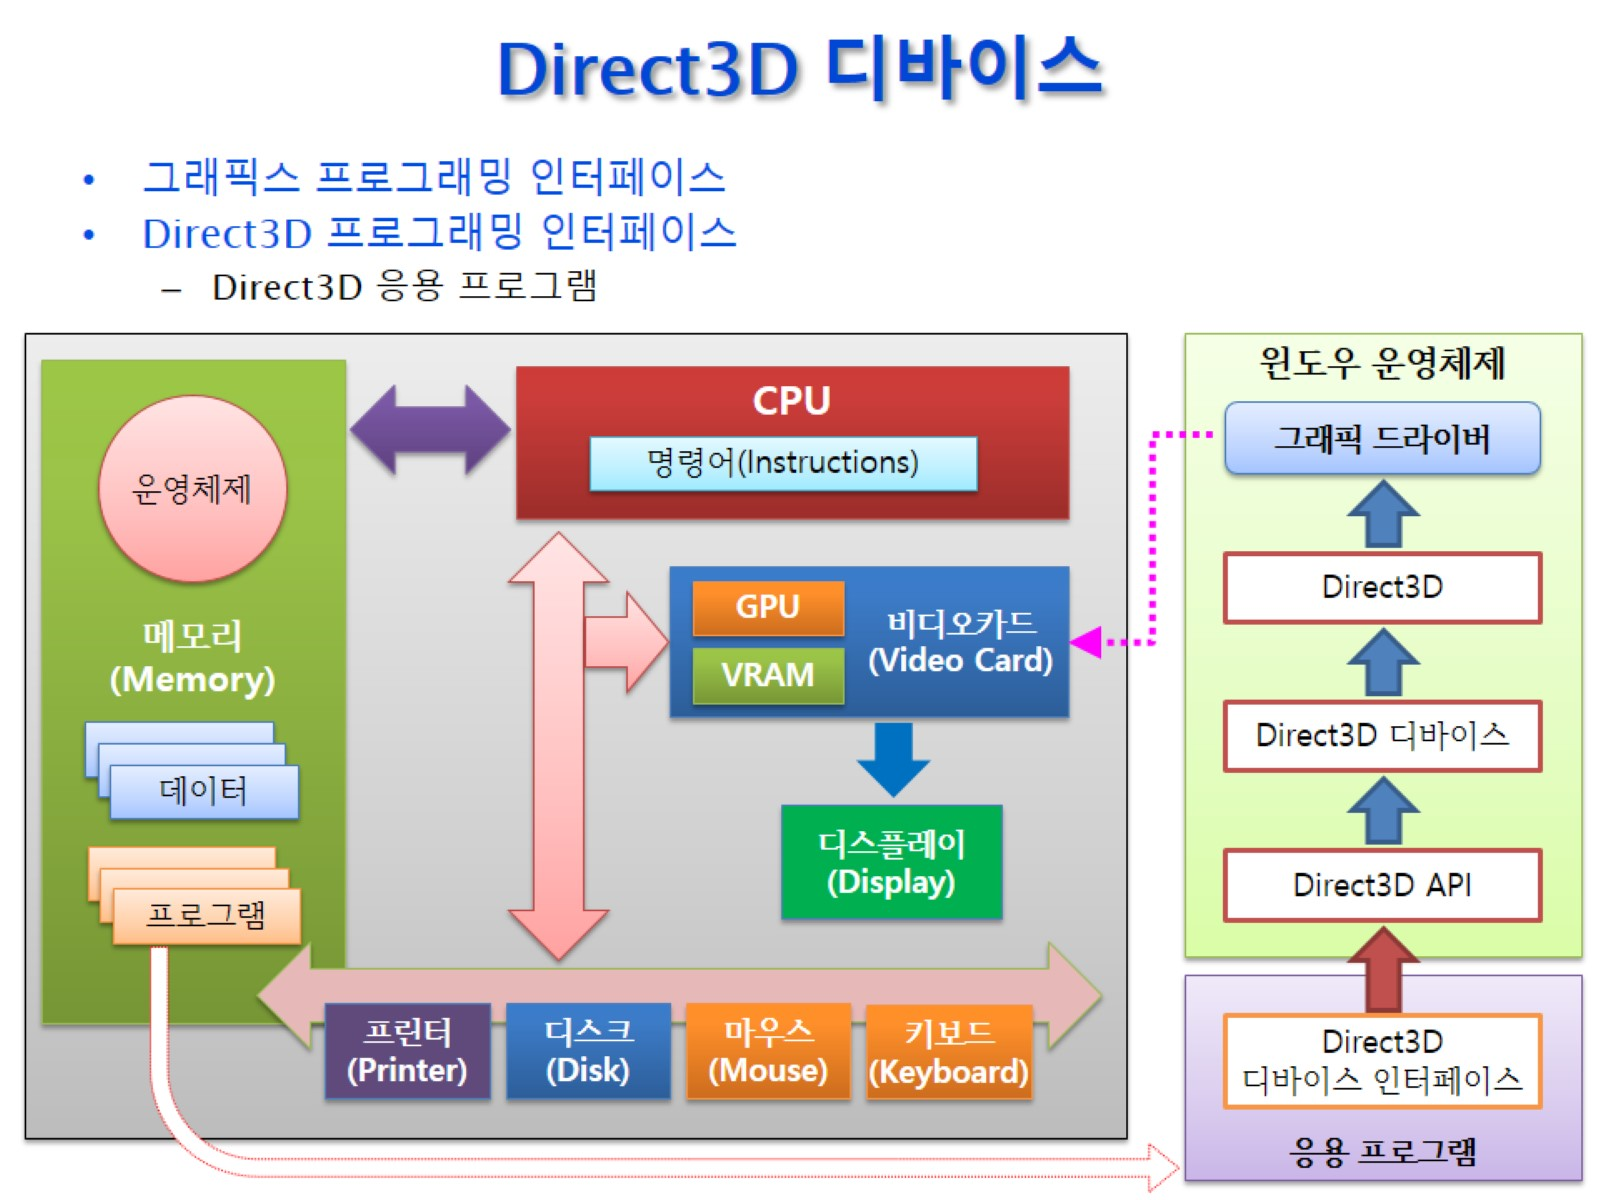 Direct3D 디바이스
• 그래픽스 프로그래밍 인터페이스
• Direct3D 프로그래밍 인터페이스
– Direct3D 응용 프로그램
운영체제
메모리
(Memory)
데이터
프로그램
CPU
명령어(Instructions)
GPU
VRAM
비디오카드
(Video Card)
디스플레이
(Display)
프린터
(Printer)
디스크
(Disk)
마우스
(Mouse)
키보드
(Keyboard)
윈도우 운영체제
그래픽 드라이버
Direct3D
Direct3D 디바이스
Direct3D API
Direct3D
디바이스 인터페이스
응용 프로그램